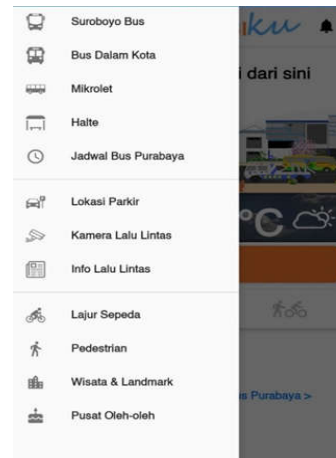 Suroboyo Bus
Bus Dalam Kota
Mikrolet
Halte
Jadwal Bus Purabaya
Lokasi Parkir
Kamera Lalu Lintas
Info Lalu Lintas
Lajur Sepeda
Pedestrian
Wisata & Landmark
Pusat Oleh-oleh
ku
i dari sini
°C
Purabaya >